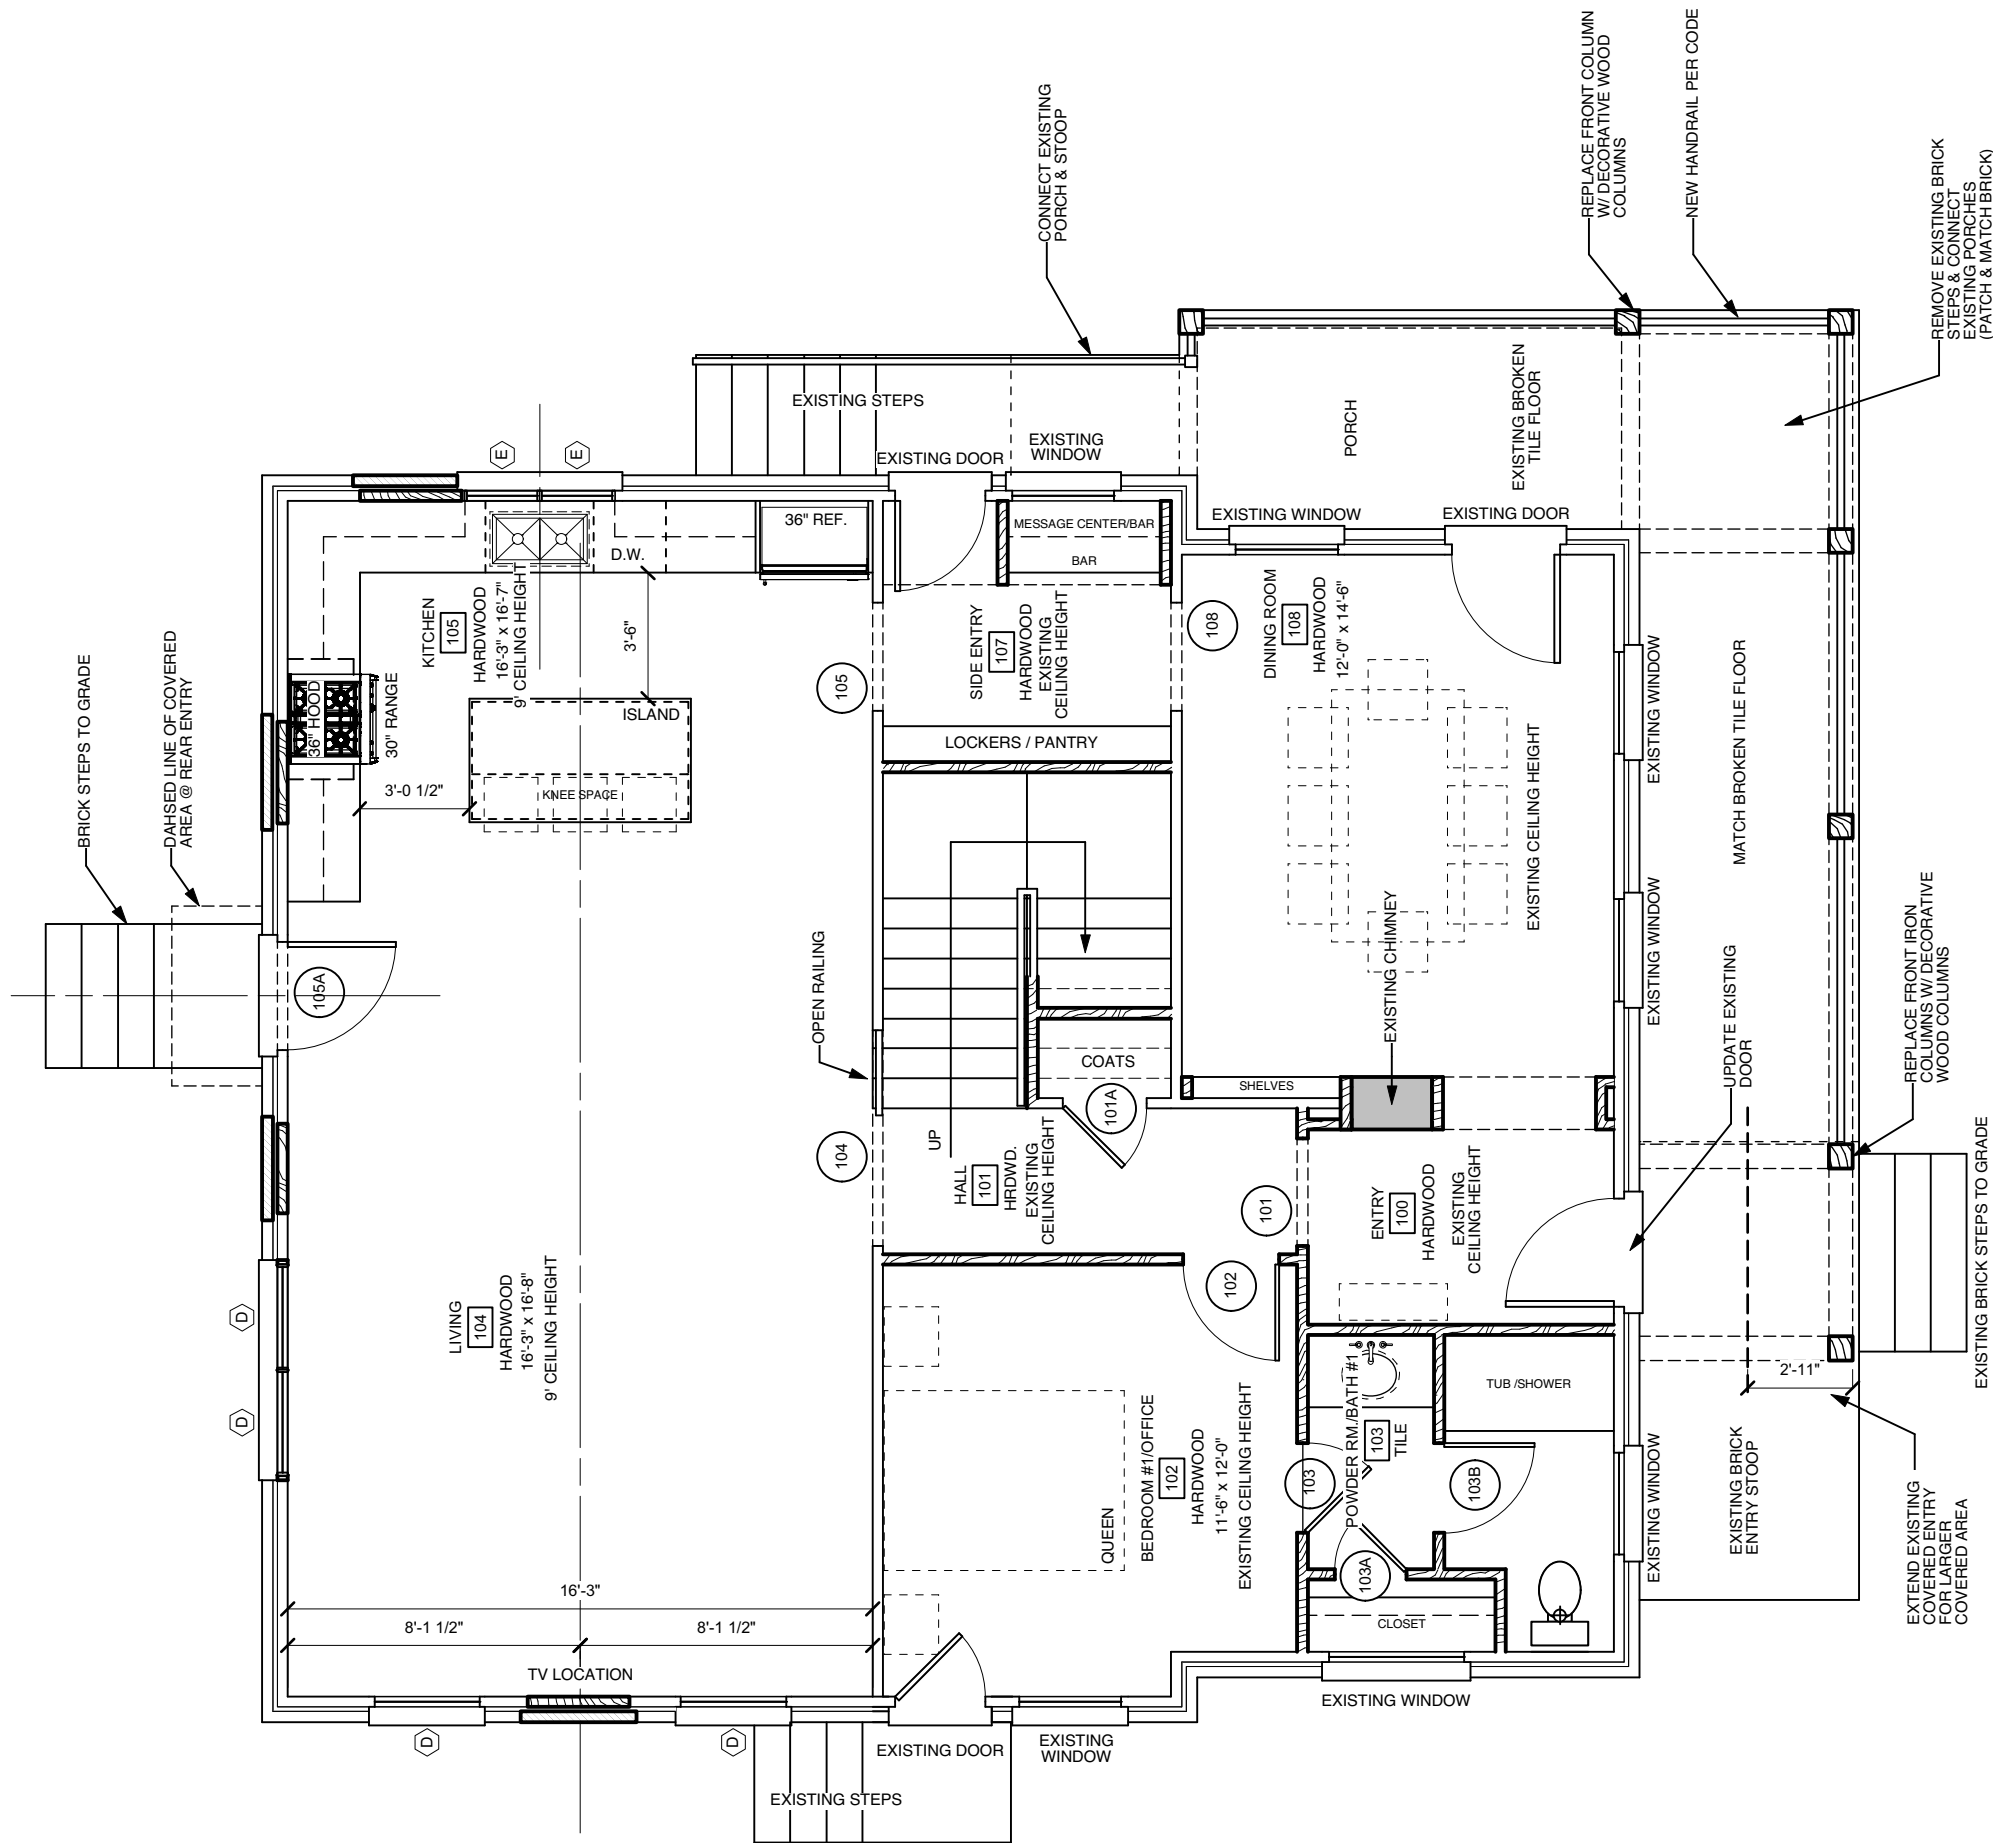 BRICK STEPS TO GRADE
DAHSED LINE OF COVERED
AREA @ REAR ENTRY
CONNECT EXISTING
PORCH & STOOP
REPLACE FRONT COLUMN
W/ DECORATIVE WOOD
COLUMNS
NEW HANDRAIL PER CODE
REMOVE EXISTING BRICK
STEPS & CONNECT
EXISTING PORCHES
(PATCH & MATCH BRICK)
E
E
EXISTING STEPS
EXISTING DOOR
EXISTING
WINDOW
PORCH
EXISTING BROKEN
TILE FLOOR
36" REF.
D.W.
MESSAGE CENTER/BAR
BAR
EXISTING WINDOW
EXISTING DOOR
36" HOOD
30" RANGE
KITCHEN
105
HARDWOOD
16'-3" x 16'-7"
9' CEILING HEIGHT
3'-6"
ISLAND
KNEE SPACE
3'-0 1/2"
105
SIDE ENTRY
107
HARDWOOD
EXISTING
CEILING HEIGHT
LOCKERS / PANTRY
108
DINING ROOM
108
HARDWOOD
12'-0" x 14'-6"
EXISTING CEILING HEIGHT
EXISTING WINDOW
MATCH BROKEN TILE FLOOR
EXISTING WINDOW
105A
OPEN RAILING
EXISTING CHIMNEY
UPDATE EXISTING
DOOR
REPLACE FRONT IRON
COLUMNS W/ DECORATIVE
WOOD COLUMNS
COATS
101A
SHELVES
104
UP
HALL
101
HRDWD.
EXISTING
CEILING HEIGHT
101
ENTRY
100
HARDWOOD
EXISTING
CEILING HEIGHT
EXISTING BRICK STEPS TO GRADE
D
D
LIVING
104
HARDWOOD
16'-3" x 16'-8"
9' CEILING HEIGHT
102
QUEEN
BEDROOM #1/OFFICE
102
HARDWOOD
11'-6" x 12'-0"
EXISTING CEILING HEIGHT
POWDER RM./BATH #1
103
TILE
TUB /SHOWER
103
103B
103A
CLOSET
EXISTING WINDOW
2'-11"
EXISTING BRICK
ENTRY STOOP
EXTEND EXISTING
COVERED ENTRY
FOR LARGER
COVERED AREA
16'-3"
8'-1 1/2"
8'-1 1/2"
TV LOCATION
D
D
EXISTING DOOR
EXISTING
WINDOW
EXISTING WINDOW
EXISTING STEPS